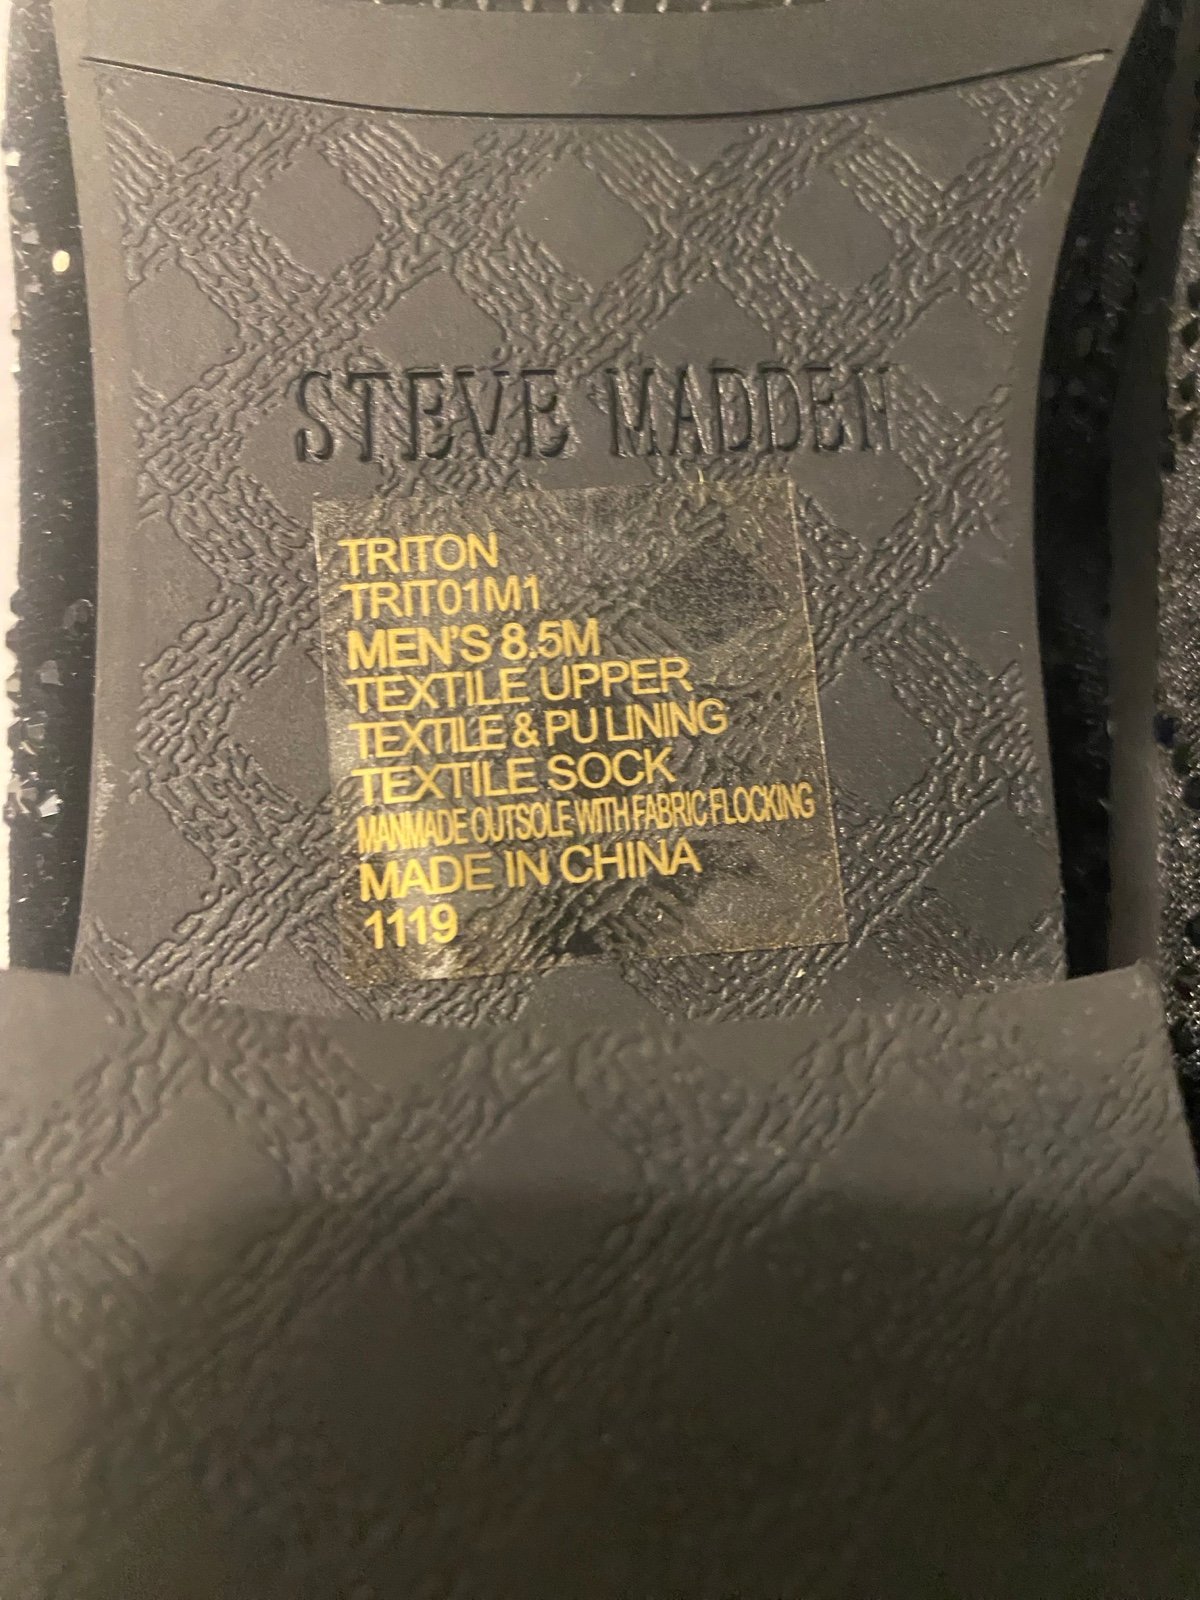 STEVE MADDEN
TRITON
TRIT01M1
MEN'S 8.5M
TEXTILE UPPER
TEXTILE & PU LINING
TEXTILE SOCK
MANMADE OUTSOLE WITH FABRIC FLOCKING
MADE IN CHINA
1119